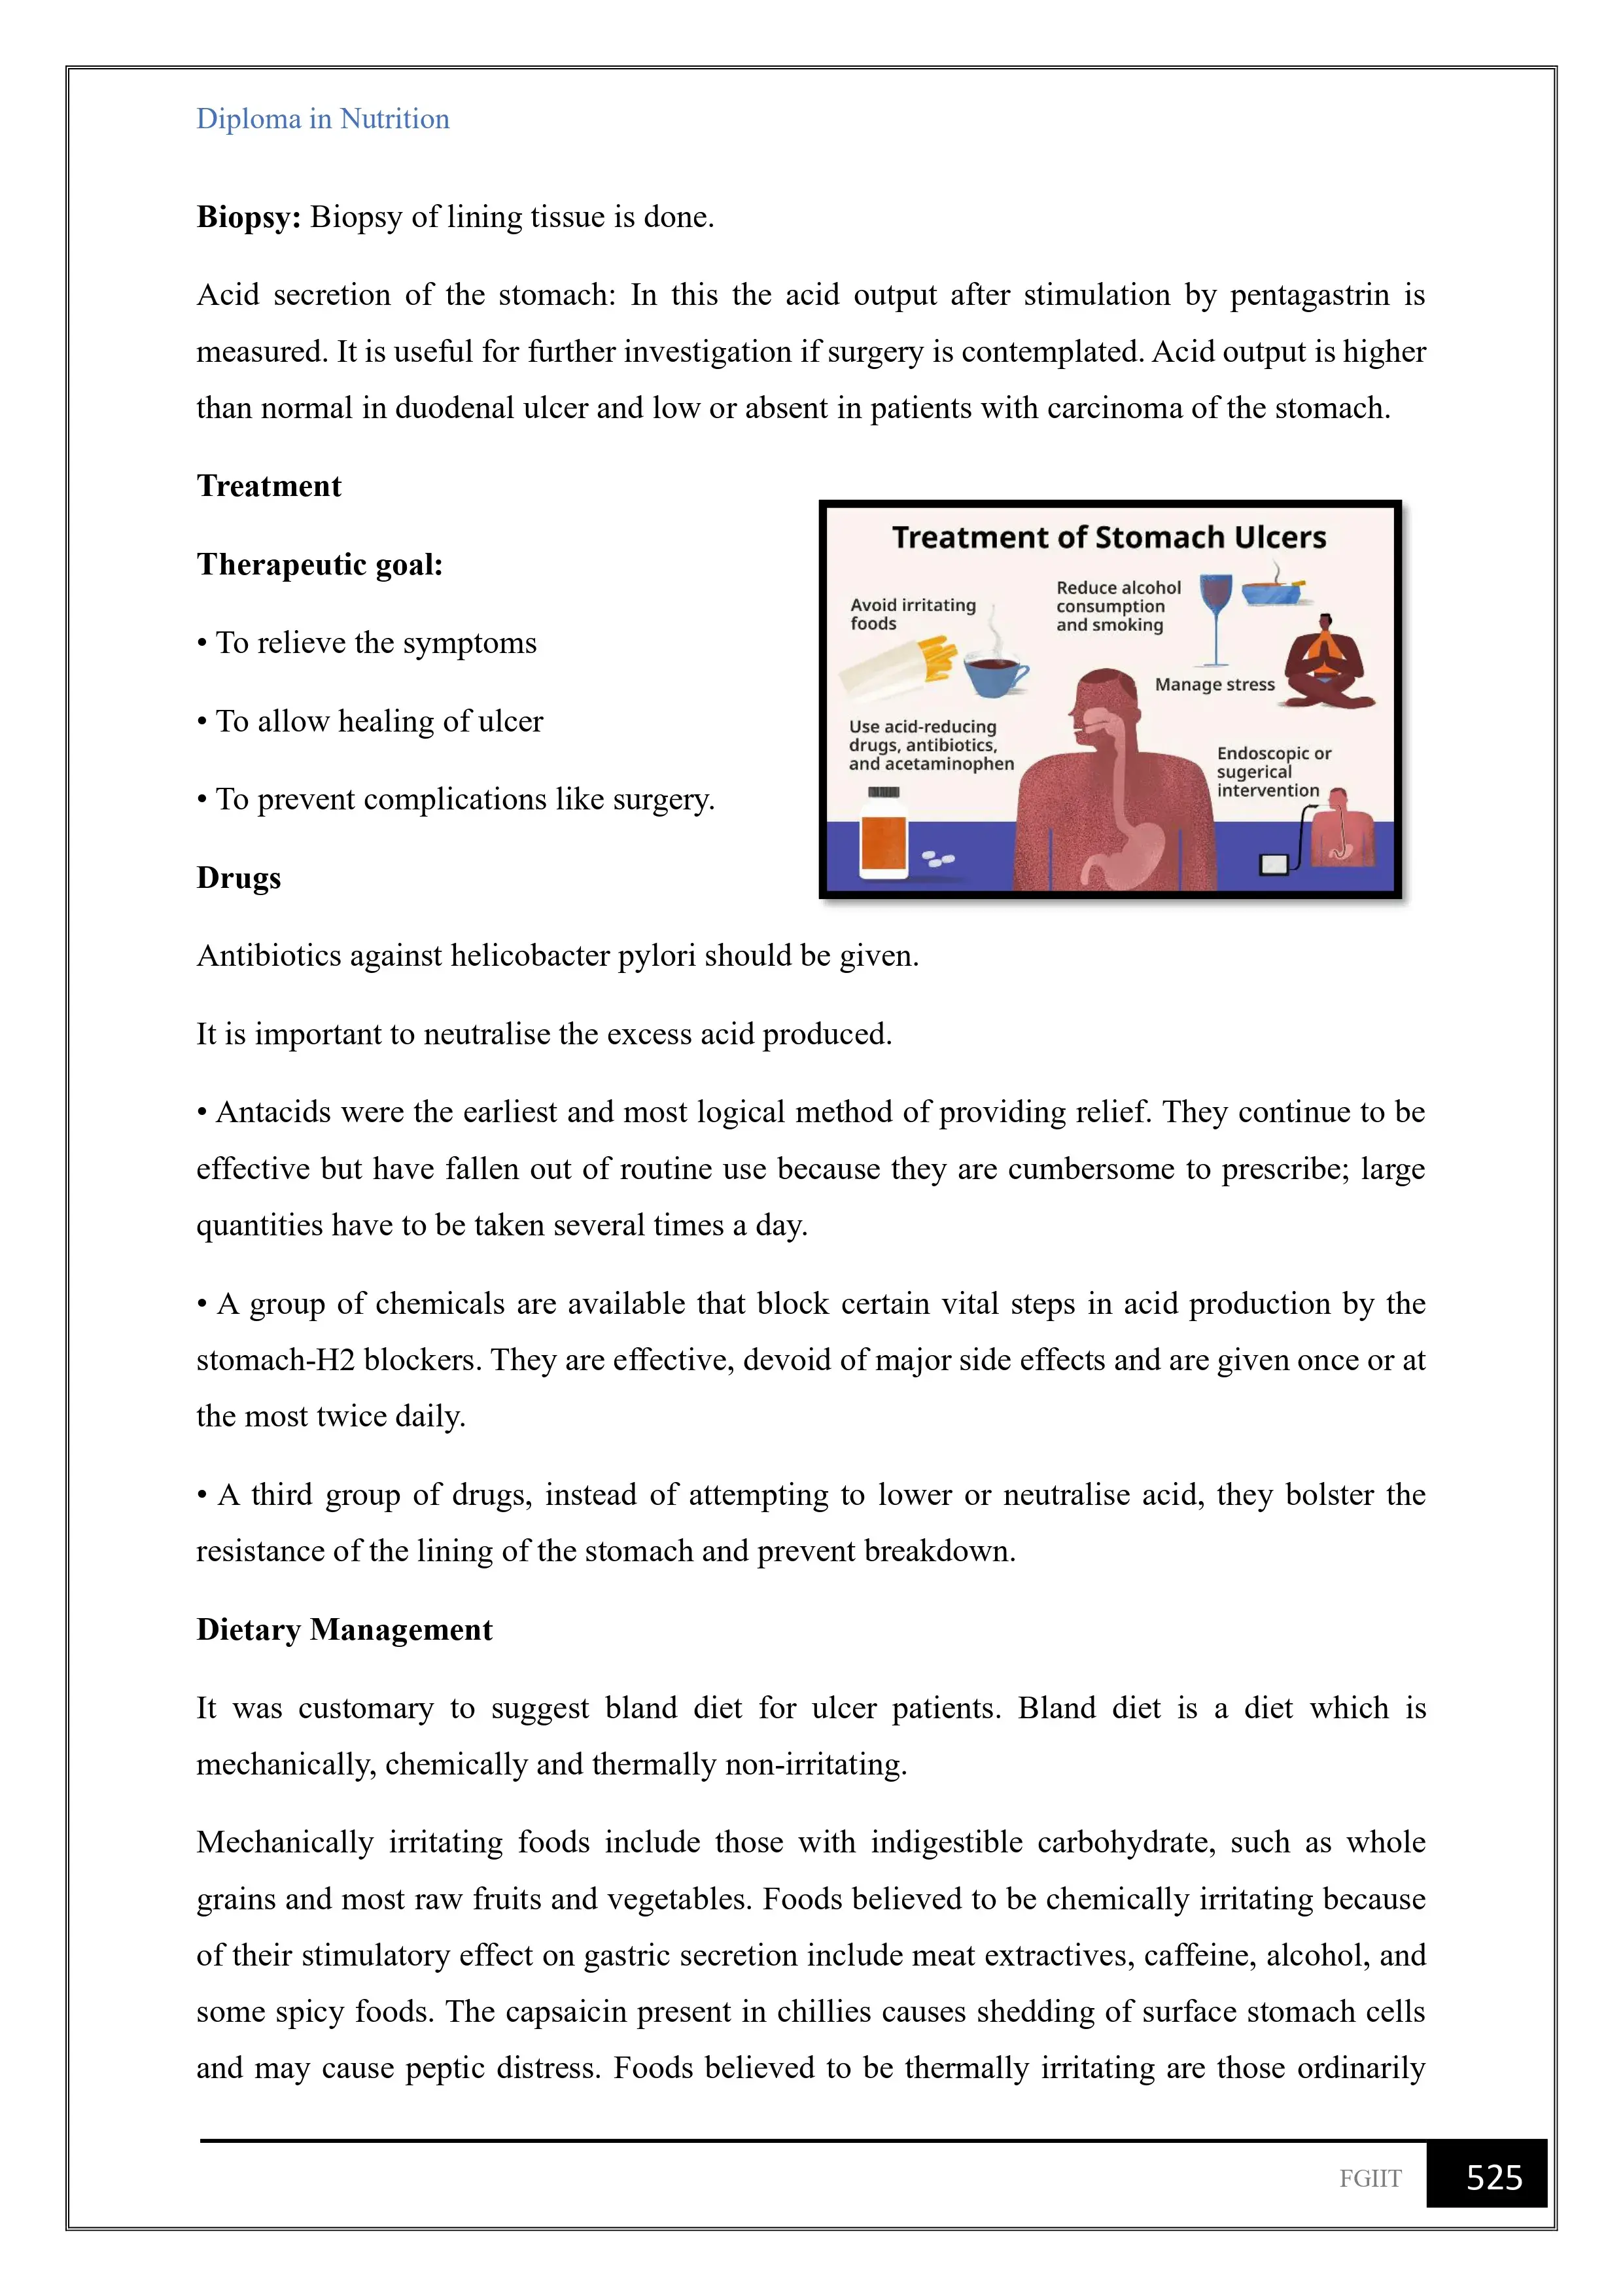 Diploma in Nutrition
Biopsy: Biopsy of lining tissue is done.
Acid secretion of the stomach: In this the acid output after stimulation by pentagastrin is
measured. It is useful for further investigation if surgery is contemplated. Acid output is higher
than normal in duodenal ulcer and low or absent in patients with carcinoma of the stomach.
Treatment
Therapeutic goal:
• To relieve the symptoms
• To allow healing of ulcer
• To prevent complications like surgery.
Treatment of Stomach Ulcers
Avoid irritating
foods
Reduce alcohol
consumption
and smoking
Manage stress
Use acid-reducing
drugs, antibiotics,
and acetaminophen
Endoscopic or
sugerical
intervention
Drugs
Antibiotics against helicobacter pylori should be given.
It is important to neutralise the excess acid produced.
• Antacids were the earliest and most logical method of providing relief. They continue to be
effective but have fallen out of routine use because they are cumbersome to prescribe; large
quantities have to be taken several times a day.
• A group of chemicals are available that block certain vital steps in acid production by the
stomach-H2 blockers. They are effective, devoid of major side effects and are given once or at
the most twice daily.
• A third group of drugs, instead of attempting to lower or neutralise acid, they bolster the
resistance of the lining of the stomach and prevent breakdown.
Dietary Management
It was customary to suggest bland diet for ulcer patients. Bland diet is a diet which is
mechanically, chemically and thermally non-irritating.
Mechanically irritating foods include those with indigestible carbohydrate, such as whole
grains and most raw fruits and vegetables. Foods believed to be chemically irritating because
of their stimulatory effect on gastric secretion include meat extractives, caffeine, alcohol, and
some spicy foods. The capsaicin present in chillies causes shedding of surface stomach cells
and may cause peptic distress. Foods believed to be thermally irritating are those ordinarily
FGIIT
525